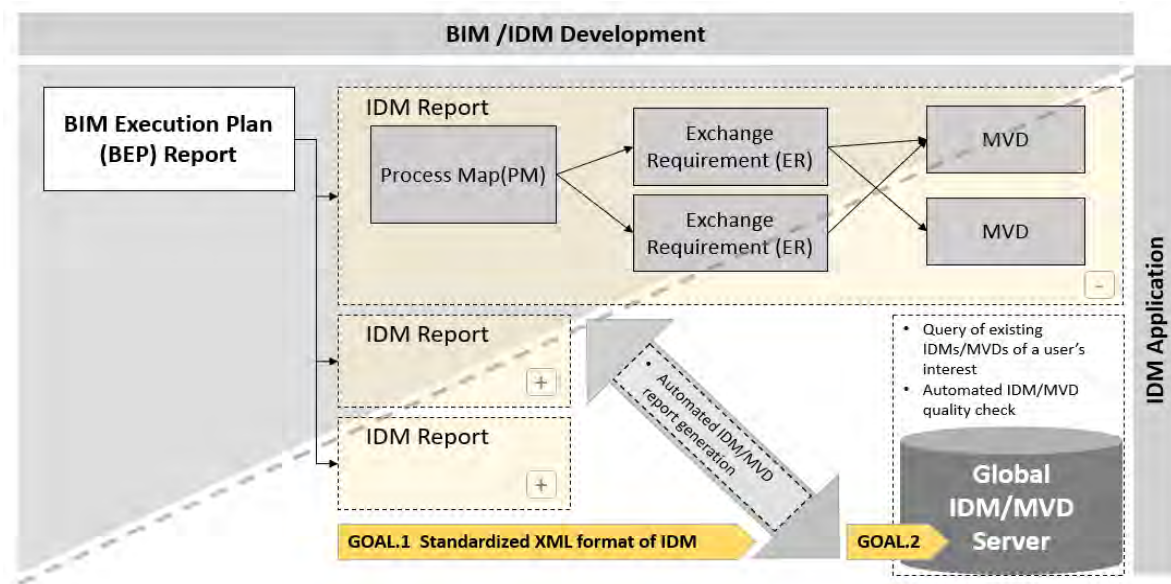 BIM /IDM Development
BIM Execution Plan
(BEP) Report
IDM Report
Process Map(PM)
Exchange
Requirement (ER)
Exchange
Requirement (ER)
MVD
MVD
-
IDM Report
+
IDM Report
+
• Automated IDM/MVD
report generation
• Query of existing
IDMs/MVDs of a user's
interest
• Automated IDM/MVD
quality check
Global
IDM/MVD
Server
GOAL.1 Standardized XML format of IDM
GOAL.2
IDM Application